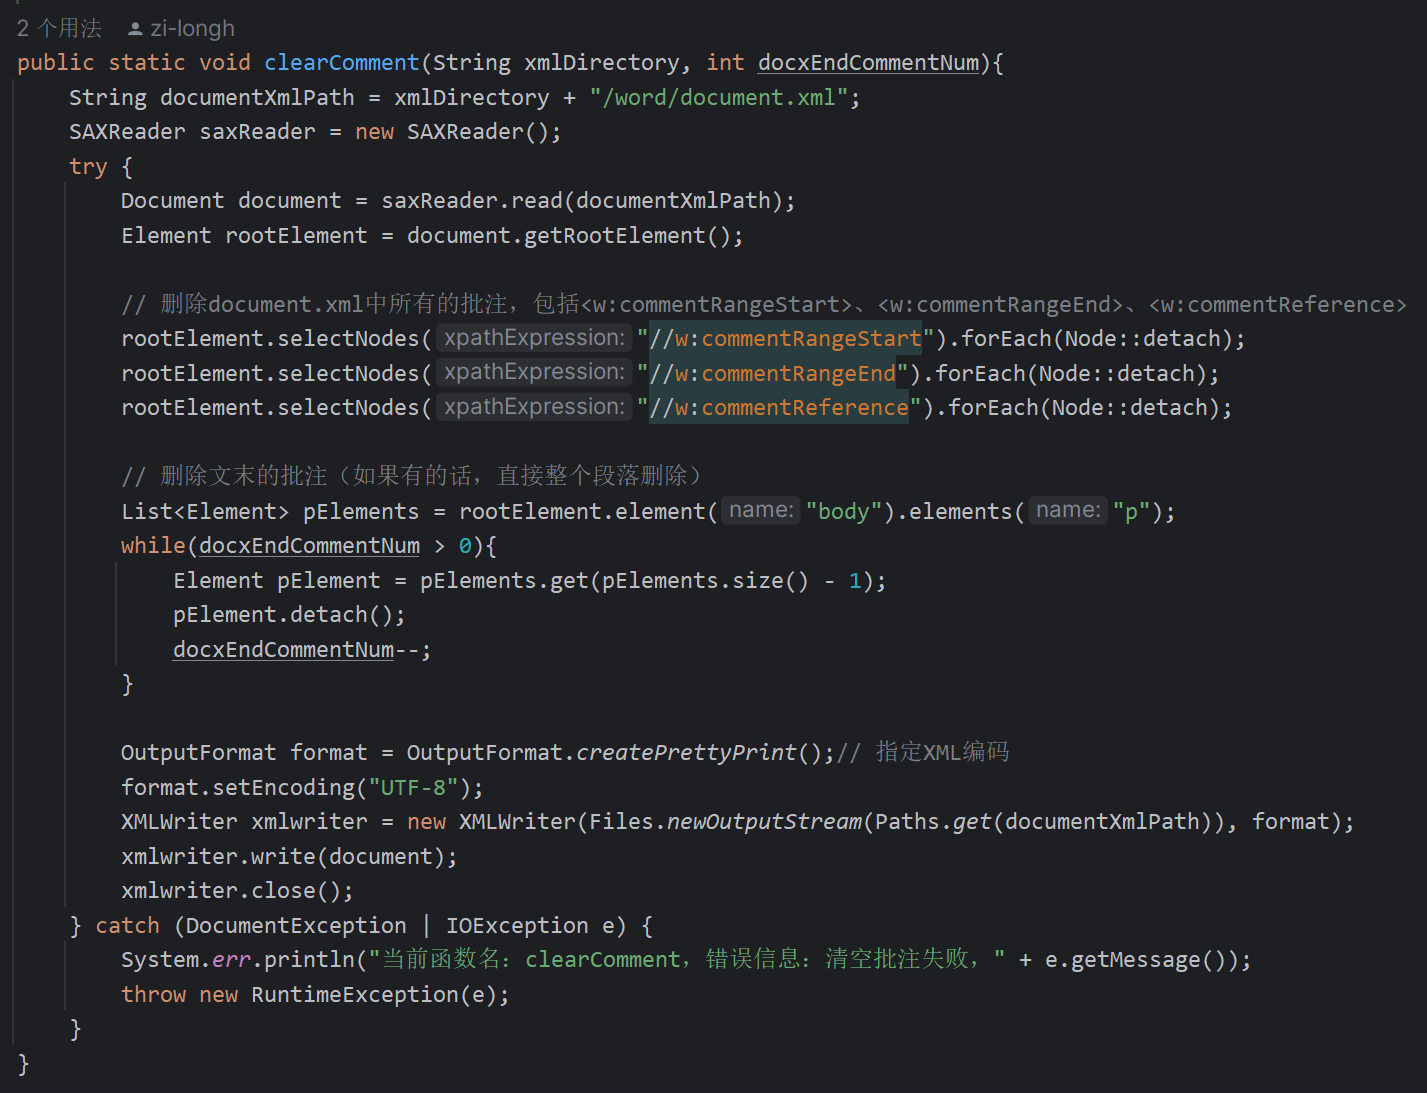 2 个用法 zi-longh
public static void clearComment(String xmlDirectory, int docxEndCommentNum){
String documentXmlPath = xmlDirectory + "/word/document.xml";
SAXReader saxReader = new SAXReader();
try {
Document document = saxReader.read(documentXmlPath);
Element rootElement = document.getRootElement();
// 删除document.xml中所有的批注，包括<w:commentRangeStart>、<w:commentRangeEnd>、<w:commentReference>
rootElement.selectNodes( xpathExpression: "//w:commentRangeStart").forEach(Node::detach);
rootElement.selectNodes( xpathExpression: "//w:commentRangeEnd").forEach(Node::detach);
rootElement.selectNodes( xpathExpression: "//w:commentReference").forEach(Node::detach);
// 删除文末的批注（如果有的话，直接整个段落删除）
List<Element> pElements = rootElement.element( name: "body").elements( name: "p");
while(docxEndCommentNum > 0){
Element pElement = pElements.get(pElements.size() - 1);
pElement.detach();
docxEndCommentNum--;
}
OutputFormat format = OutputFormat.createPrettyPrint();// 指定XML编码
format.setEncoding("UTF-8");
XMLWriter xmlwriter = new XMLWriter(Files.newOutputStream(Paths.get(documentXmlPath)), format);
xmlwriter.write(document);
xmlwriter.close();
} catch (DocumentException | IOException e) {
System.err.println("当前函数名：clearComment，错误信息：清空批注失败，" + e.getMessage());
throw new RuntimeException(e);
}
}